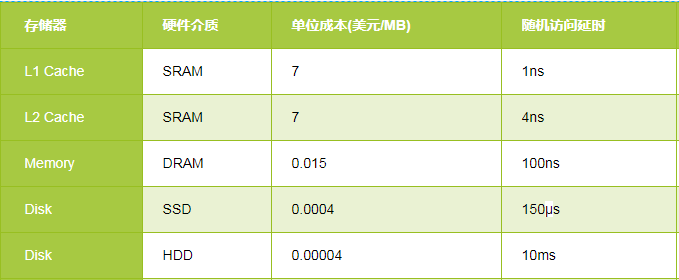 存储器 硬件介质 单位成本(美元/MB) 随机访问延时
L1 Cache SRAM 7 1ns
L2 Cache SRAM 7 4ns
Memory DRAM 0.015 100ns
Disk SSD 0.0004 150μs
Disk HDD 0.00004 10ms